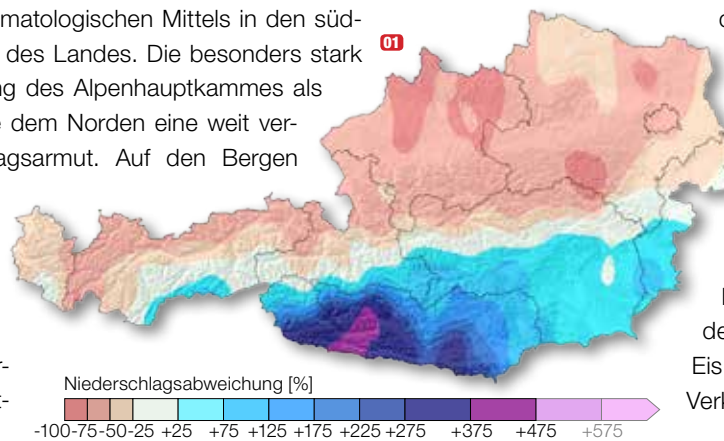 matologischen Mittels in den süd-
des Landes. Die besonders stark
ng des Alpenhauptkammes als
dem Norden eine weit ver-
agsarmut. Auf den Bergen
01
de
Eis
Verk
Niederschlagsabweichung [%]
-100 -75 -50 -25 +25 +75 +125 +175 +225 +275 +375 +475 +575